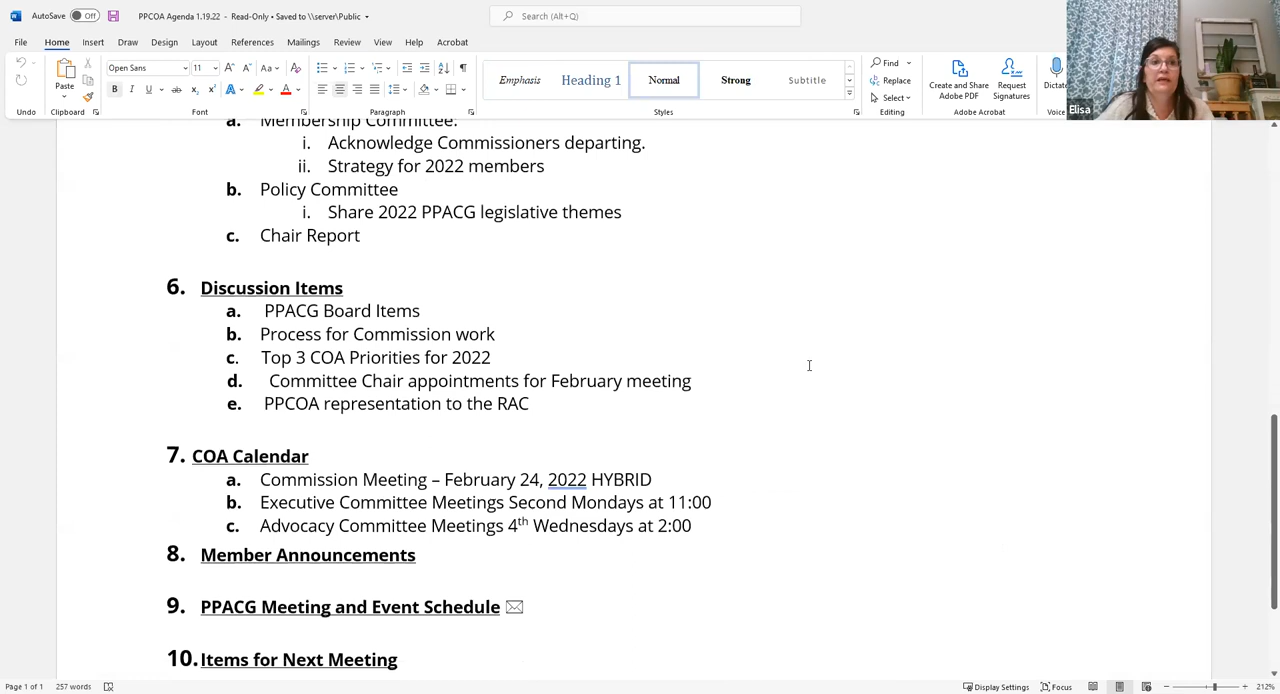 AutoSave Off PPCOA Agenda 1.19.22 - Read-Only • Saved to \\server\Public Search (Alt+Q)
File Home Insert Draw Design Layout References Mailings Review View Help Acrobat
Open Sans 11 Emphasis Heading 1 Normal Strong Subtitle Find
Paste Replace Create and Share Adobe PDF Request Signatures Dictate
Select Elisa
Undo Clipboard Font Paragraph Styles Editing Adobe Acrobat Voice
a. Membership Committee:
i. Acknowledge Commissioners departing.
ii. Strategy for 2022 members
b. Policy Committee
i. Share 2022 PPACG legislative themes
c. Chair Report
6. Discussion Items
a. PPACG Board Items
b. Process for Commission work
c. Top 3 COA Priorities for 2022
d. Committee Chair appointments for February meeting
e. PPCOA representation to the RAC
7. COA Calendar
a. Commission Meeting – February 24, 2022 HYBRID
b. Executive Committee Meetings Second Mondays at 11:00
c. Advocacy Committee Meetings 4th Wednesdays at 2:00
8. Member Announcements
9. PPACG Meeting and Event Schedule
10. Items for Next Meeting
Page 1 of 1 257 words Display Settings Focus 212%